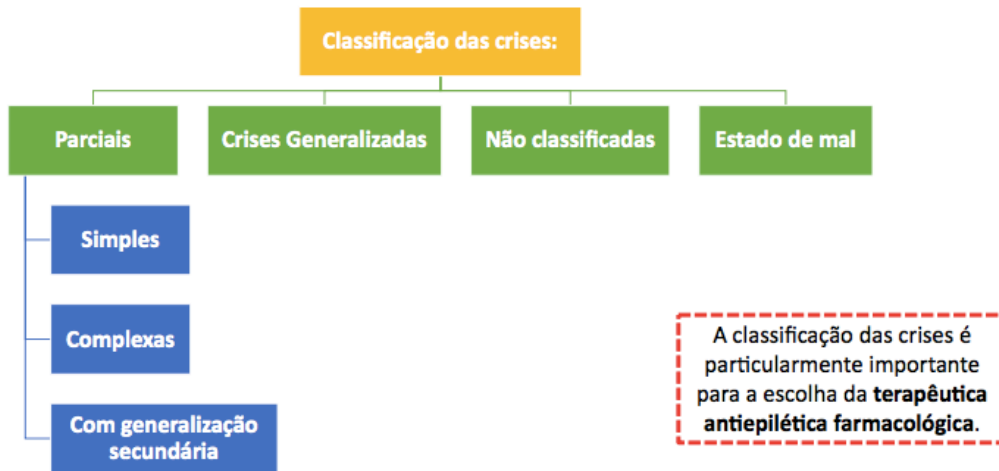 Classificação das crises:
Parciais
Crises Generalizadas
Não classificadas
Estado de mal
Simples
Complexas
Com generalização
secundária
A classificação das crises é
particularmente importante
para a escolha da terapêutica
antiepilética farmacológica.